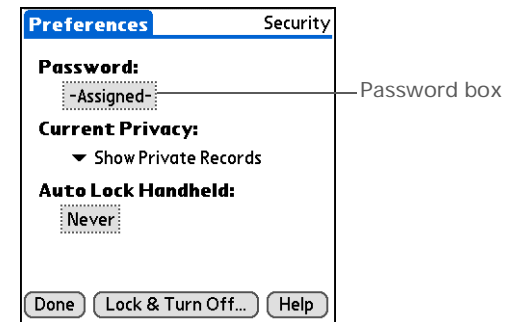 Preferences Security
Password:
-Assigned- Password box
Current Privacy:
Show Private Records
Auto Lock Handheld:
Never
Done Lock & Turn Off... Help